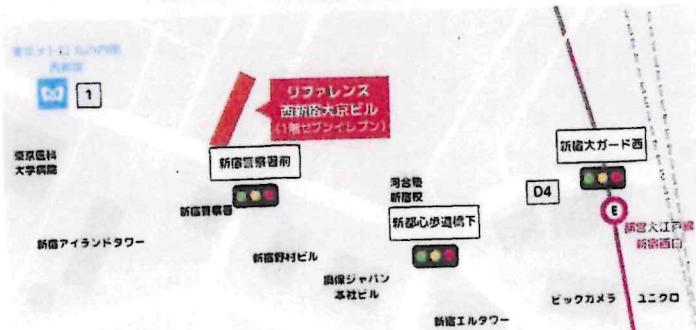 東京メトロ 丸の内線
西新宿
1
リファレンス
西新宿大京ビル
(1階セブンイレブン)
東京医科
大学病院
新宿警察署前
新宿警察署
河合塾
新宿校
新宿大ガード西
D4
E
都営大江戸線
新宿西口
新都心歩道橋下
新宿アイランドタワー
新宿野村ビル
損保ジャパン
本社ビル
ビックカメラ
ユニクロ
新宿エルタワー